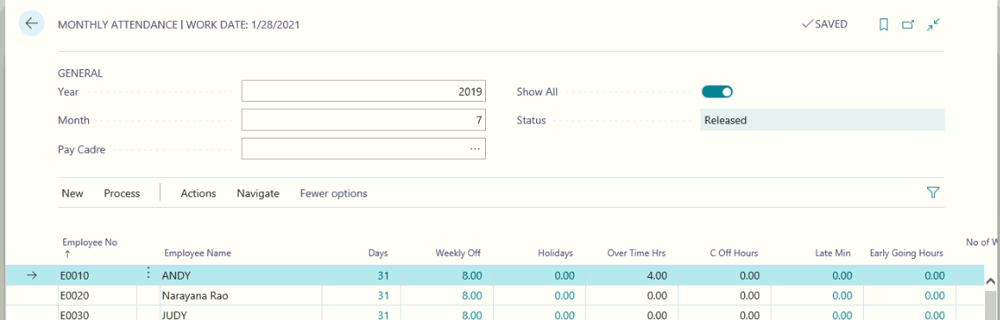 MONTHLY ATTENDANCE | WORK DATE: 1/28/2021
SAVED
GENERAL
Year 2019 Show All
Month 7 Status Released
Pay Cadre ...
New Process Actions Navigate Fewer options
Employee No Employee Name Days Weekly Off Holidays Over Time Hrs C Off Hours Late Min Early Going Hours No of W
E0010 ANDY 31 8.00 0.00 4.00 0.00 0.00 0.00
E0020 Narayana Rao 31 8.00 0.00 0.00 0.00 0.00 0.00
E0030 JUDY 31 8.00 0.00 0.00 0.00 0.00 0.00